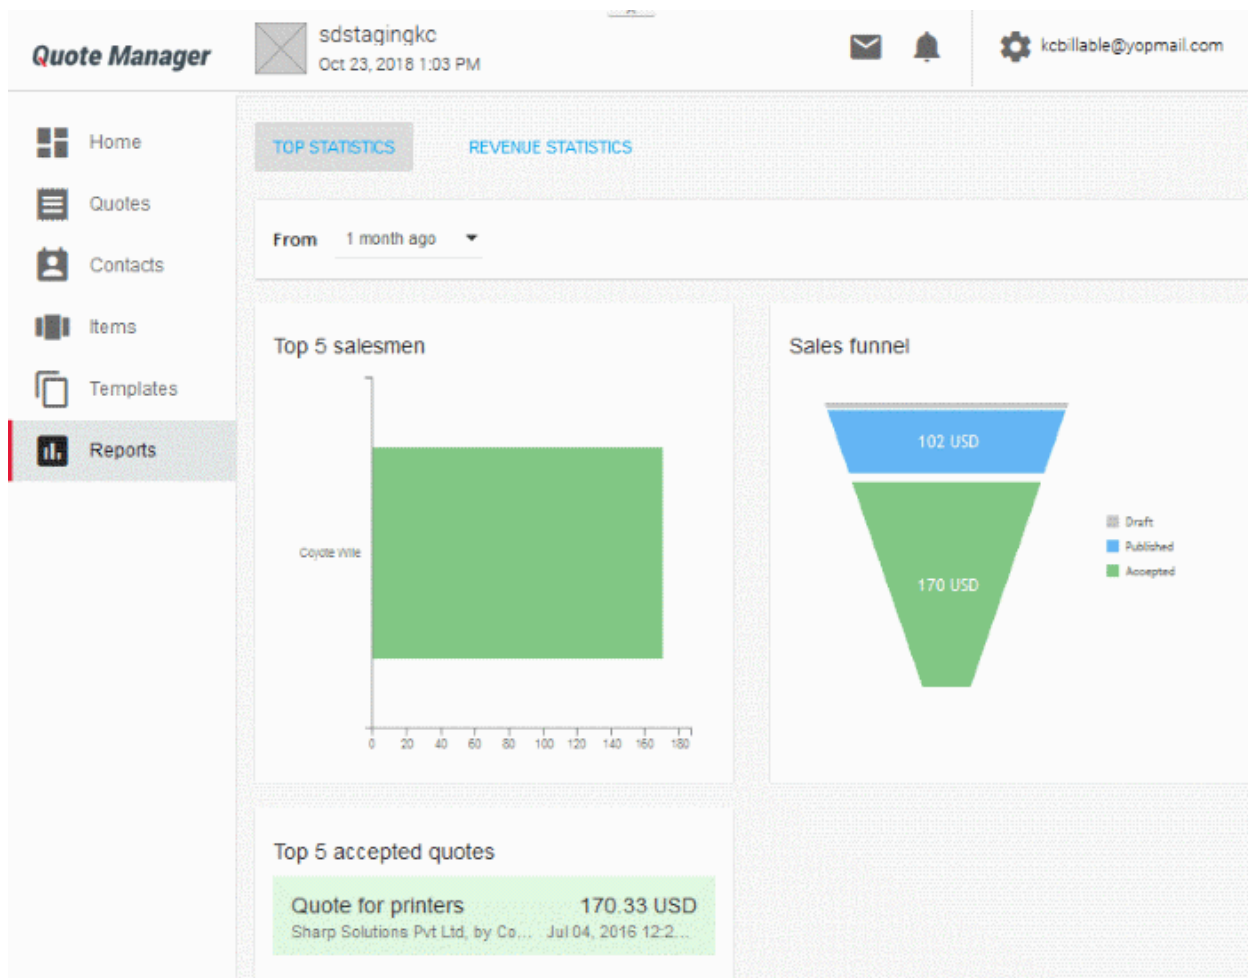 Quote Manager
sdstagingkc
Oct 23, 2018 1:03 PM
kcbillable@yopmail.com
Home
Quotes
Contacts
Items
Templates
Reports
TOP STATISTICS
REVENUE STATISTICS
From 1 month ago
Top 5 salesmen
Coyote Wile
0 20 40 60 80 100 120 140 160 180
Sales funnel
102 USD
170 USD
Draft
Published
Accepted
Top 5 accepted quotes
Quote for printers 170.33 USD
Sharp Solutions Pvt Ltd, by Co... Jul 04, 2016 12:2...